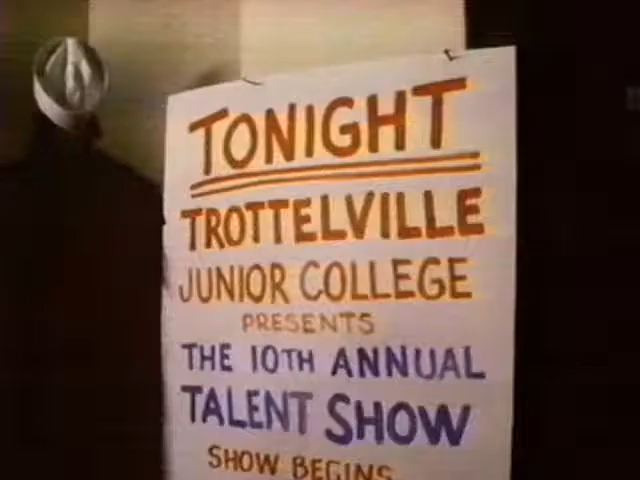 TONIGHT
TROTTELVILLE
JUNIOR COLLEGE
PRESENTS
THE 10TH ANNUAL
TALENT SHOW
SHOW BEGINS